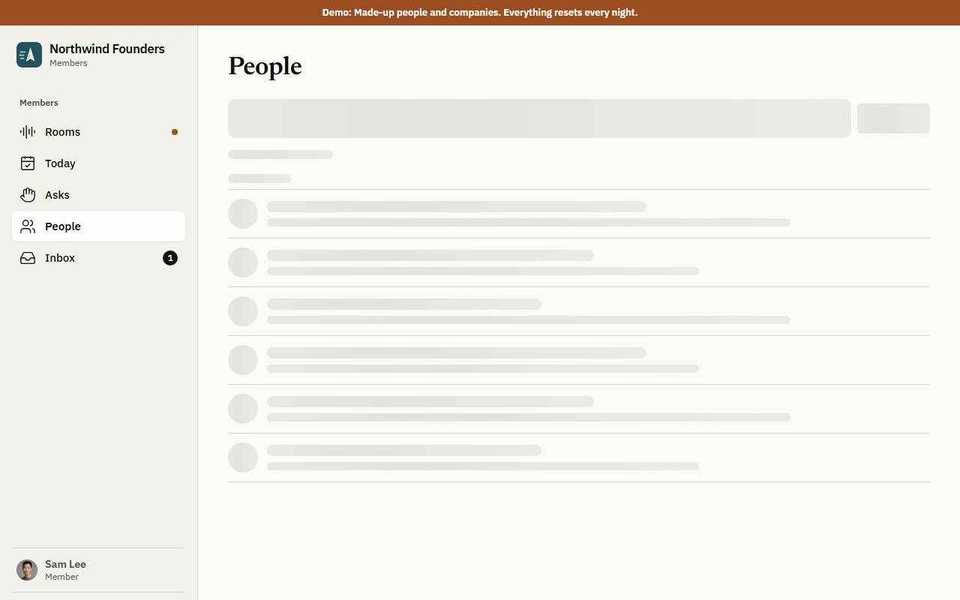 Demo: Made-up people and companies. Everything resets every night.
Northwind Founders
Members
Members
Rooms
Today
Asks
People
Inbox
1
Sam Lee
Member
People